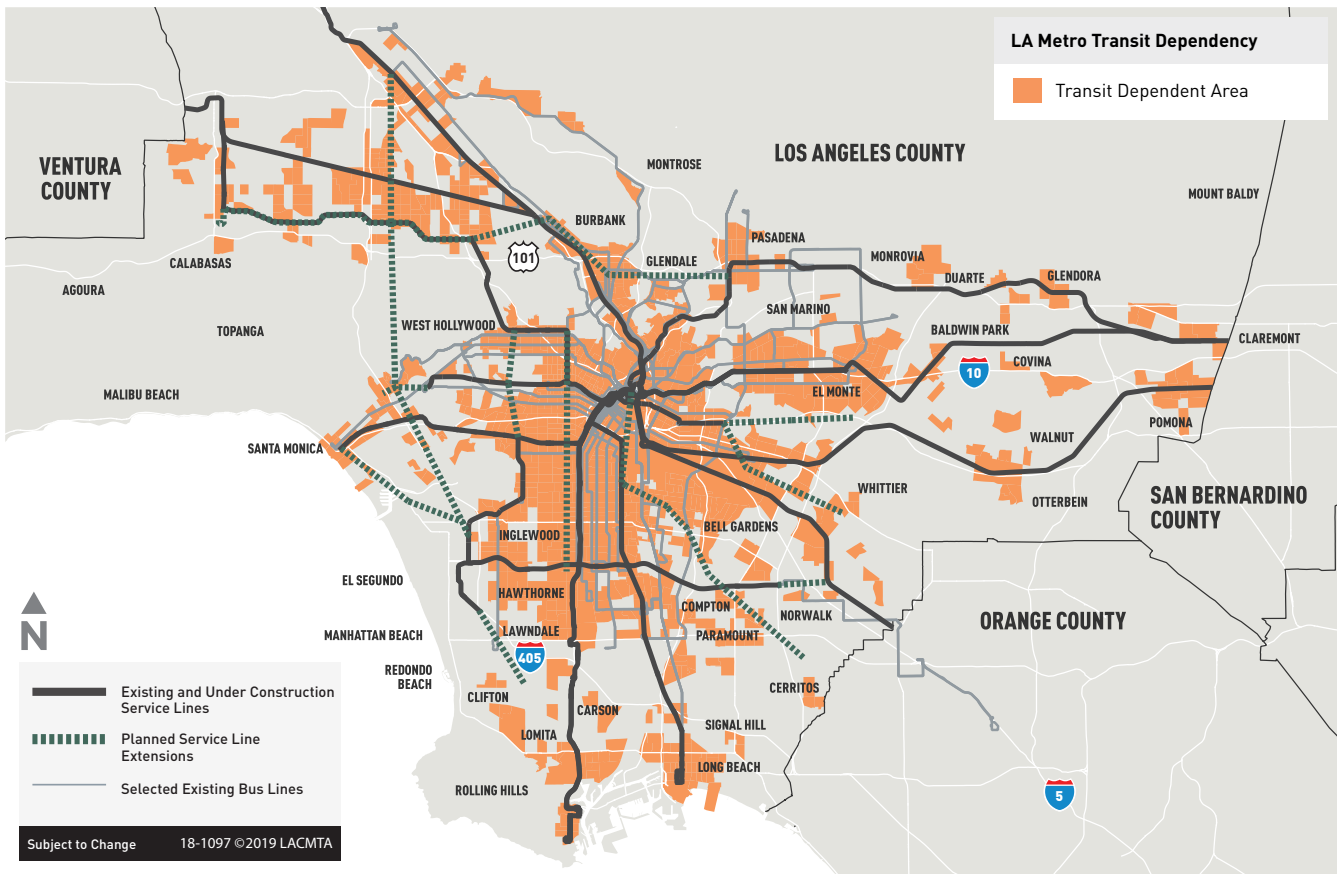 LA Metro Transit Dependency
Transit Dependent Area
VENTURA
COUNTY
LOS ANGELES COUNTY
MONTROSE
MOUNT BALDY
BURBANK
101
PASADENA
CALABASAS
GLENDALE
MONROVIA
DUARTE
GLENDORA
AGOURA
SAN MARINO
TOPANGA
WEST HOLLYWOOD
BALDWIN PARK
CLAREMONT
COVINA
10
MALIBU BEACH
EL MONTE
POMONA
SANTA MONICA
WALNUT
WHITTIER
OTTERBEIN
SAN BERNARDINO
COUNTY
BELL GARDENS
INGLEWOOD
EL SEGUNDO
HAWTHORNE
COMPTON
NORWALK
ORANGE COUNTY
N
MANHATTAN BEACH
LAWNDALE
PARAMOUNT
405
REDONDO
BEACH
CERRITOS
CLIFTON
CARSON
SIGNAL HILL
LOMITA
LONG BEACH
ROLLING HILLS
5
Existing and Under Construction
Service Lines
Planned Service Line
Extensions
Selected Existing Bus Lines
Subject to Change
18-1097 ©2019 LACMTA